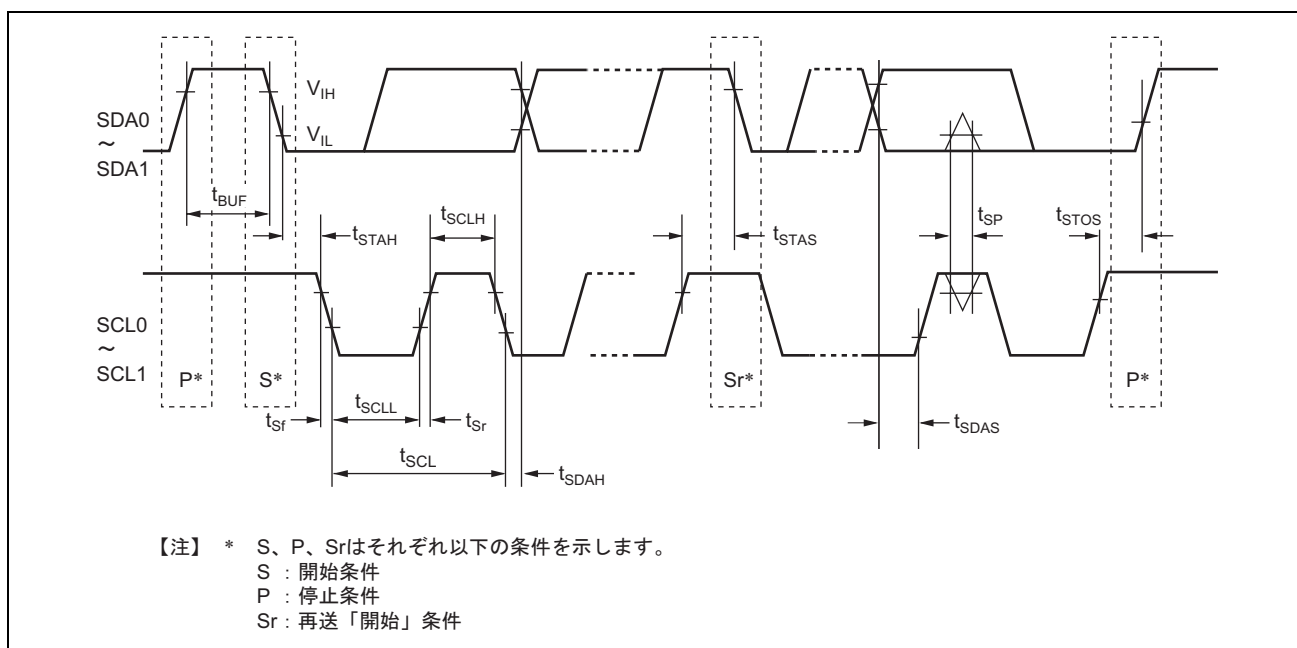 SDA0
～
SDA1
V_IH
V_IL
t_BUF
t_STAH
t_SCLH
t_STAS
t_SP
t_STOS
SCL0
～
SCL1
P*
S*
Sr*
P*
t_Sf
t_SCLL
t_Sr
t_SCL
t_SDAH
t_SDAS
【注】 * S、P、Srはそれぞれ以下の条件を示します。
S ：開始条件
P ：停止条件
Sr：再送「開始」条件